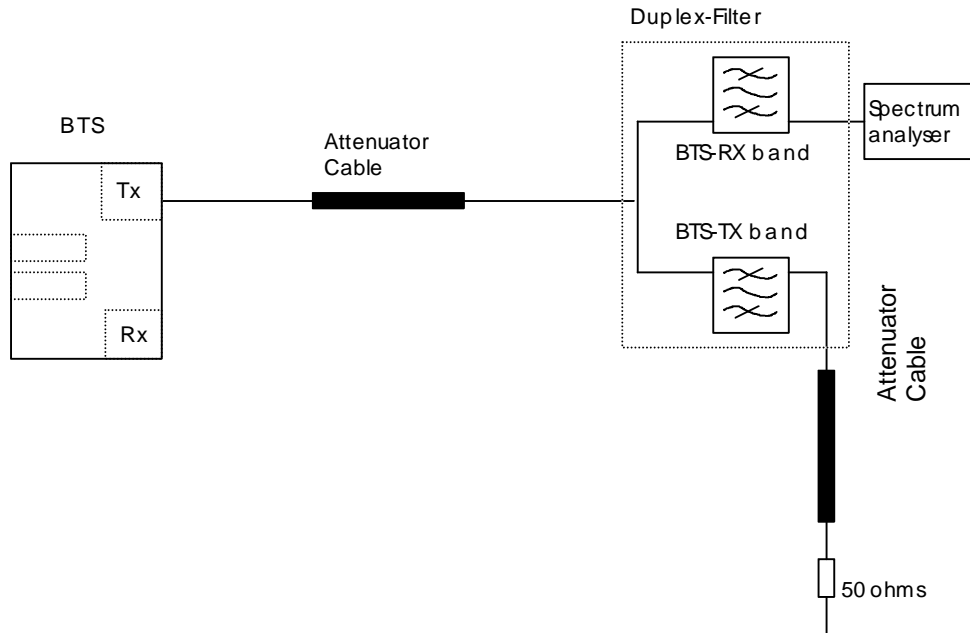 Duplex-Filter
BTS
Tx
Rx
Attenuator
Cable
BTS-RX band
BTS-TX band
Spectrum
analyser
Attenuator
Cable
50 ohms